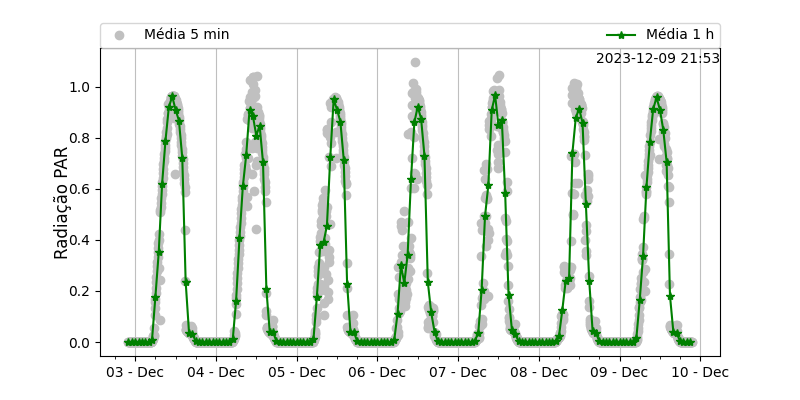 Média 5 min
Média 1 h
2023-12-09 21:53
Radiação PAR
1.0
0.8
0.6
0.4
0.2
0.0
03 - Dec
04 - Dec
05 - Dec
06 - Dec
07 - Dec
08 - Dec
09 - Dec
10 - Dec